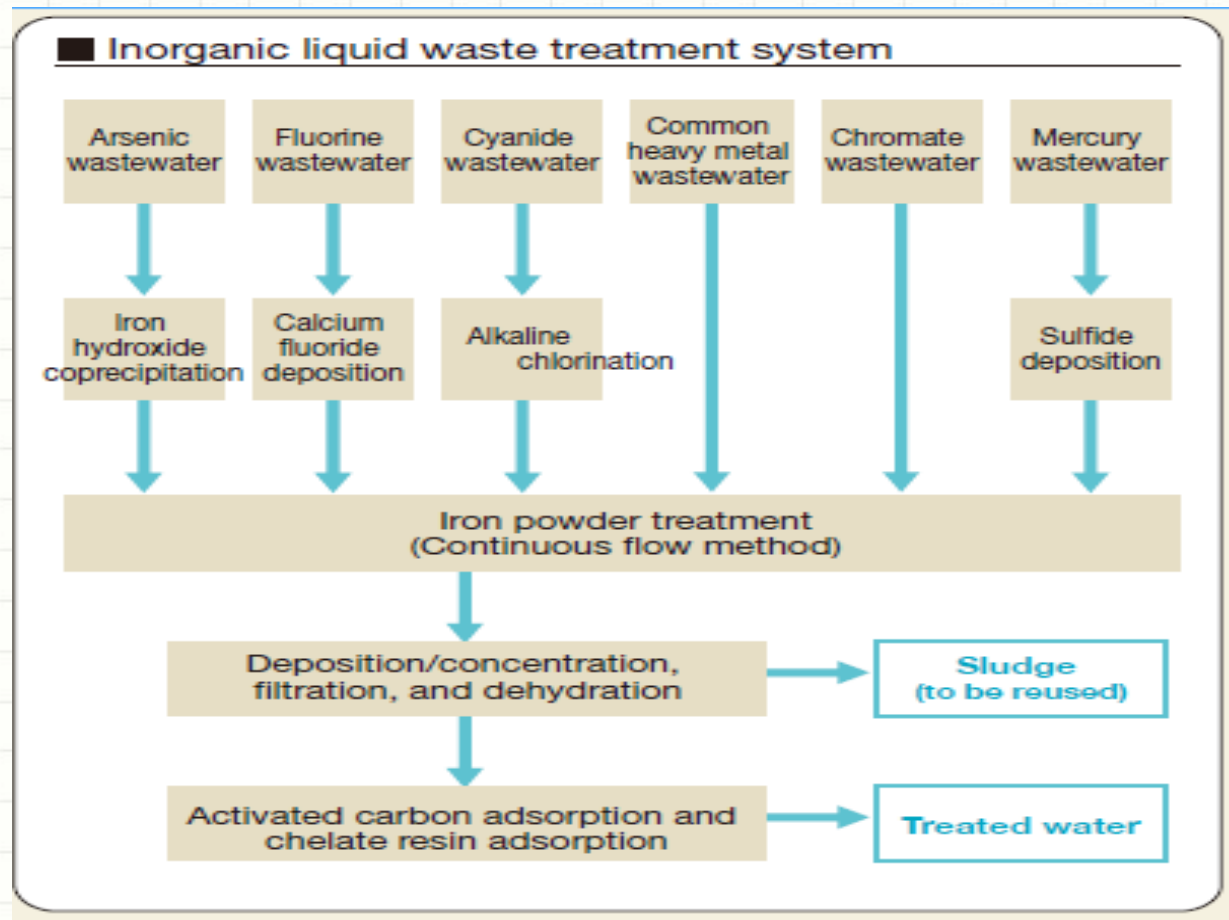 Inorganic liquid waste treatment system
Arsenic
wastewater
Fluorine
wastewater
Cyanide
wastewater
Common
heavy metal
wastewater
Chromate
wastewater
Mercury
wastewater
Iron
hydroxide
coprecipitation
Calcium
fluoride
deposition
Alkaline
chlorination
Sulfide
deposition
Iron powder treatment
(Continuous flow method)
Deposition/concentration,
filtration, and dehydration
Sludge
(to be reused)
Activated carbon adsorption and
chelate resin adsorption
Treated water